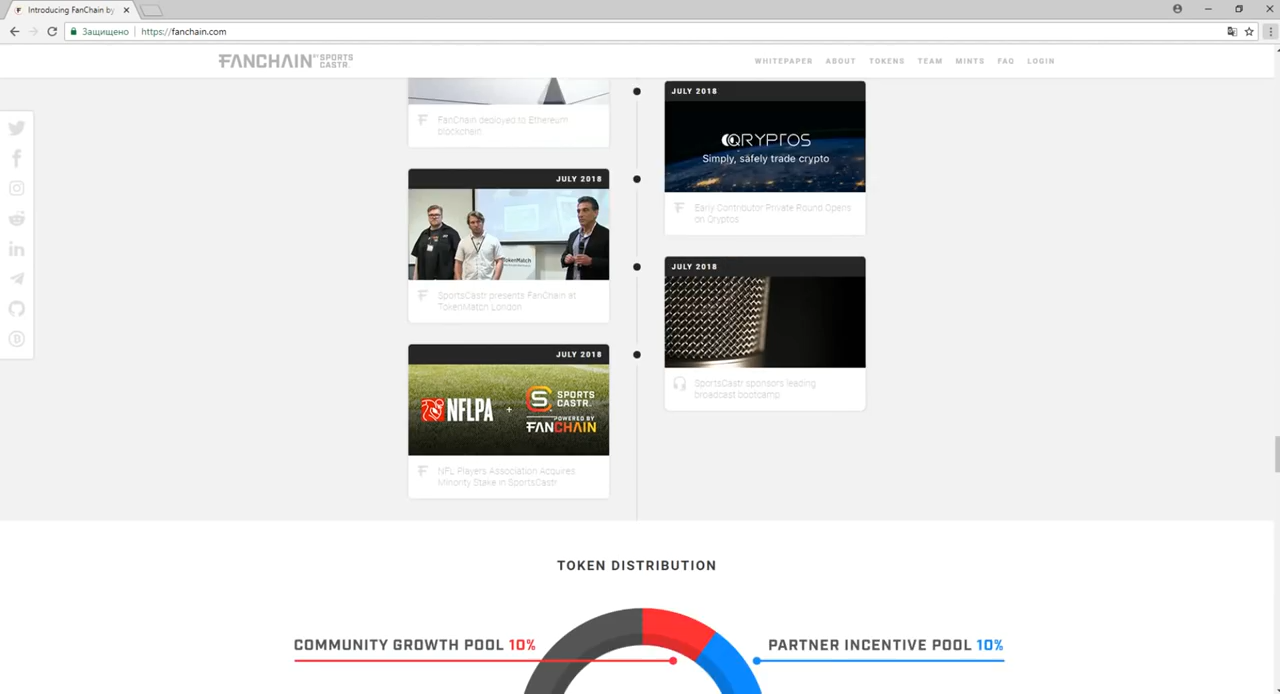 Introducing FanChain by
Защищено
https://fanchain.com
FANCHAIN BY SPORTS CASTR.
WHITEPAPER ABOUT TOKENS TEAM MINTS FAQ LOGIN
FanChain deployed to Ethereum
blockchain
JULY 2018
QRYPTOS
Simply, safely trade crypto
Early Contributor Private Round Opens
on Cryptos
JULY 2018
TokenMatch
SportsCastr presents FanChain at
TokenMatch London
JULY 2018
SportsCastr sponsors leading
broadcast bootcamp
JULY 2018
NFLPA + SPORTS CASTR.
POWERED BY
FANCHAIN
NFL Players Association Acquires
Minority Stake in SportsCastr
TOKEN DISTRIBUTION
COMMUNITY GROWTH POOL 10%
PARTNER INCENTIVE POOL 10%